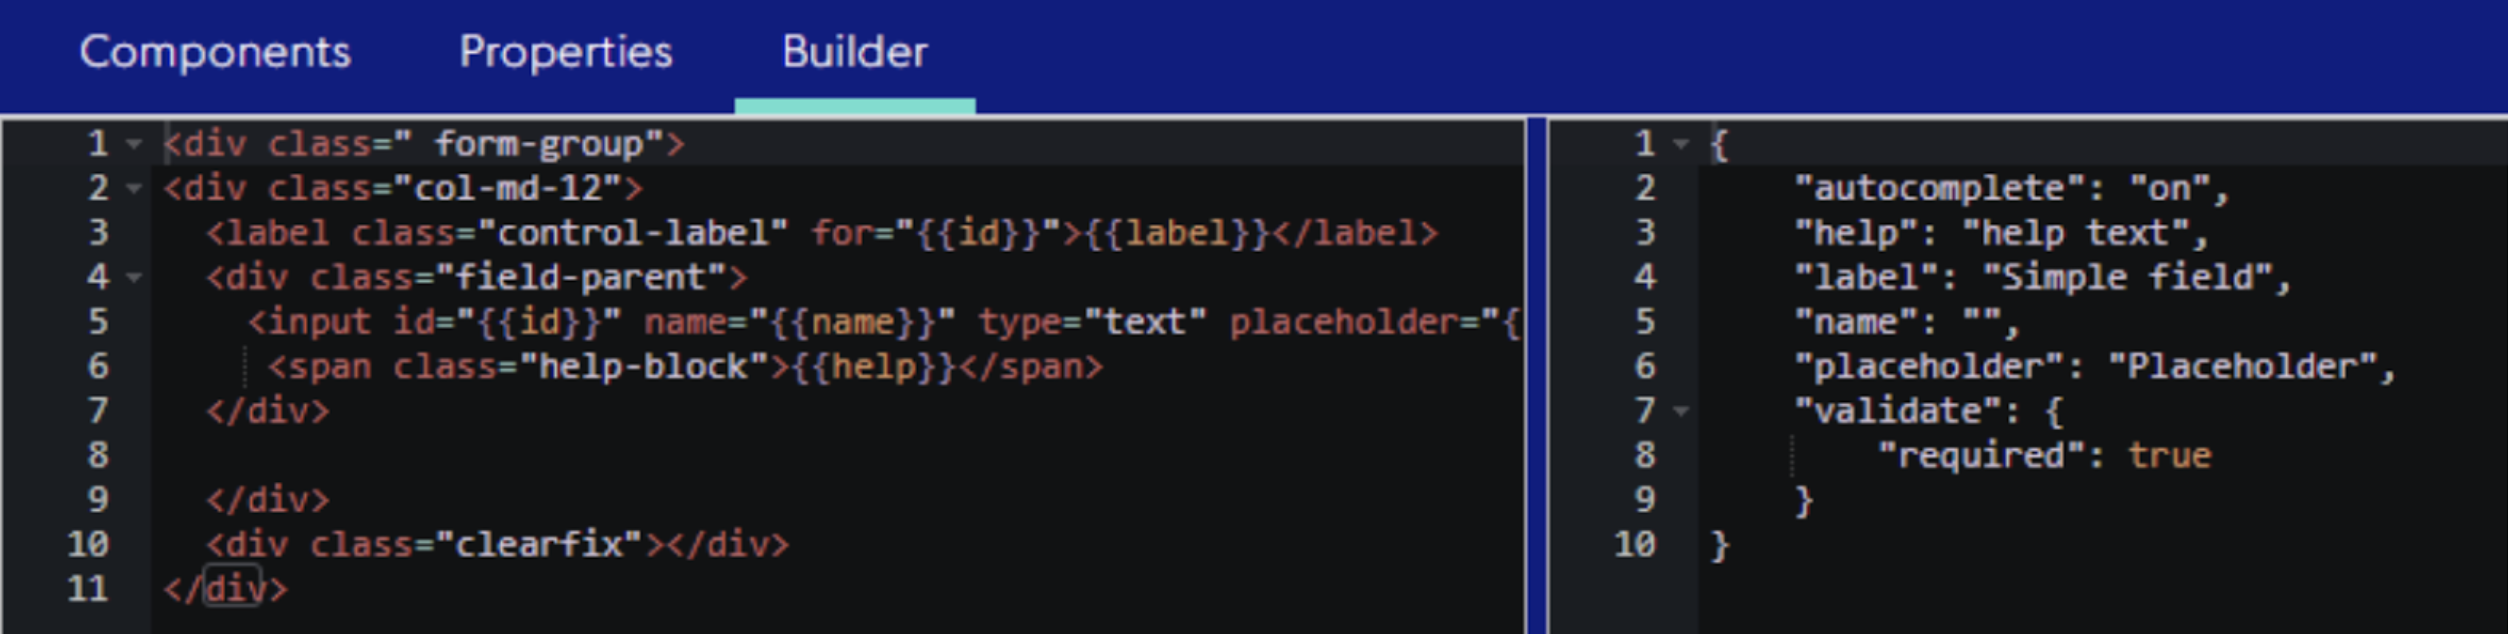 Components Properties Builder
1 <div class=" form-group">
2 <div class="col-md-12">
3 <label class="control-label" for="{{id}}">{{label}}</label>
4 <div class="field-parent">
5 <input id="{{id}}" name="{{name}}" type="text" placeholder="{
6 <span class="help-block">{{help}}</span>
7 </div>
8
9 </div>
10 <div class="clearfix"></div>
11 </div>
1 {
2 "autocomplete": "on",
3 "help": "help text",
4 "label": "Simple field",
5 "name": "",
6 "placeholder": "Placeholder",
7 "validate": {
8 "required": true
9 }
10 }